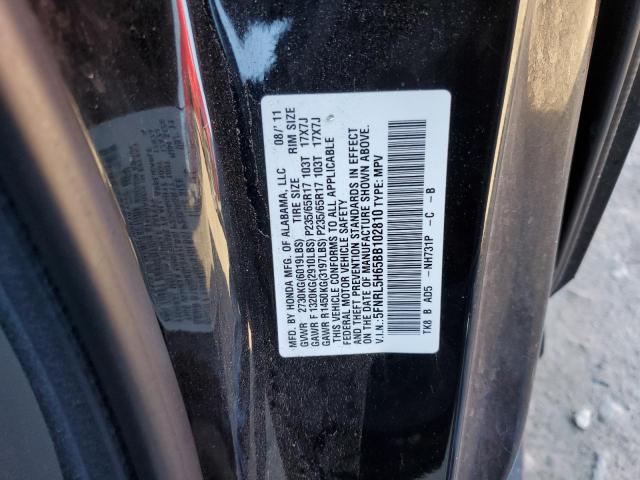 MFD. BY HONDA MFG. OF ALABAMA, LLC 08/'11
GVWR 2730KG(6019LBS) TIRE SIZE RIM SIZE
GAWR F 1320KG(2910LBS) P235/65R17 103T 17X7J
GAWR R1450KG(3197LBS) P235/65R17 103T 17X7J
THIS VEHICLE CONFORMS TO ALL APPLICABLE
FEDERAL MOTOR VEHICLE SAFETY
AND THEFT PREVENTION STANDARDS IN EFFECT
ON THE DATE OF MANUFACTURE SHOWN ABOVE.
V.I.N.:5FNRL5H65BB102810 TYPE: MPV
TK8 B AD5 -NH731P -C -B